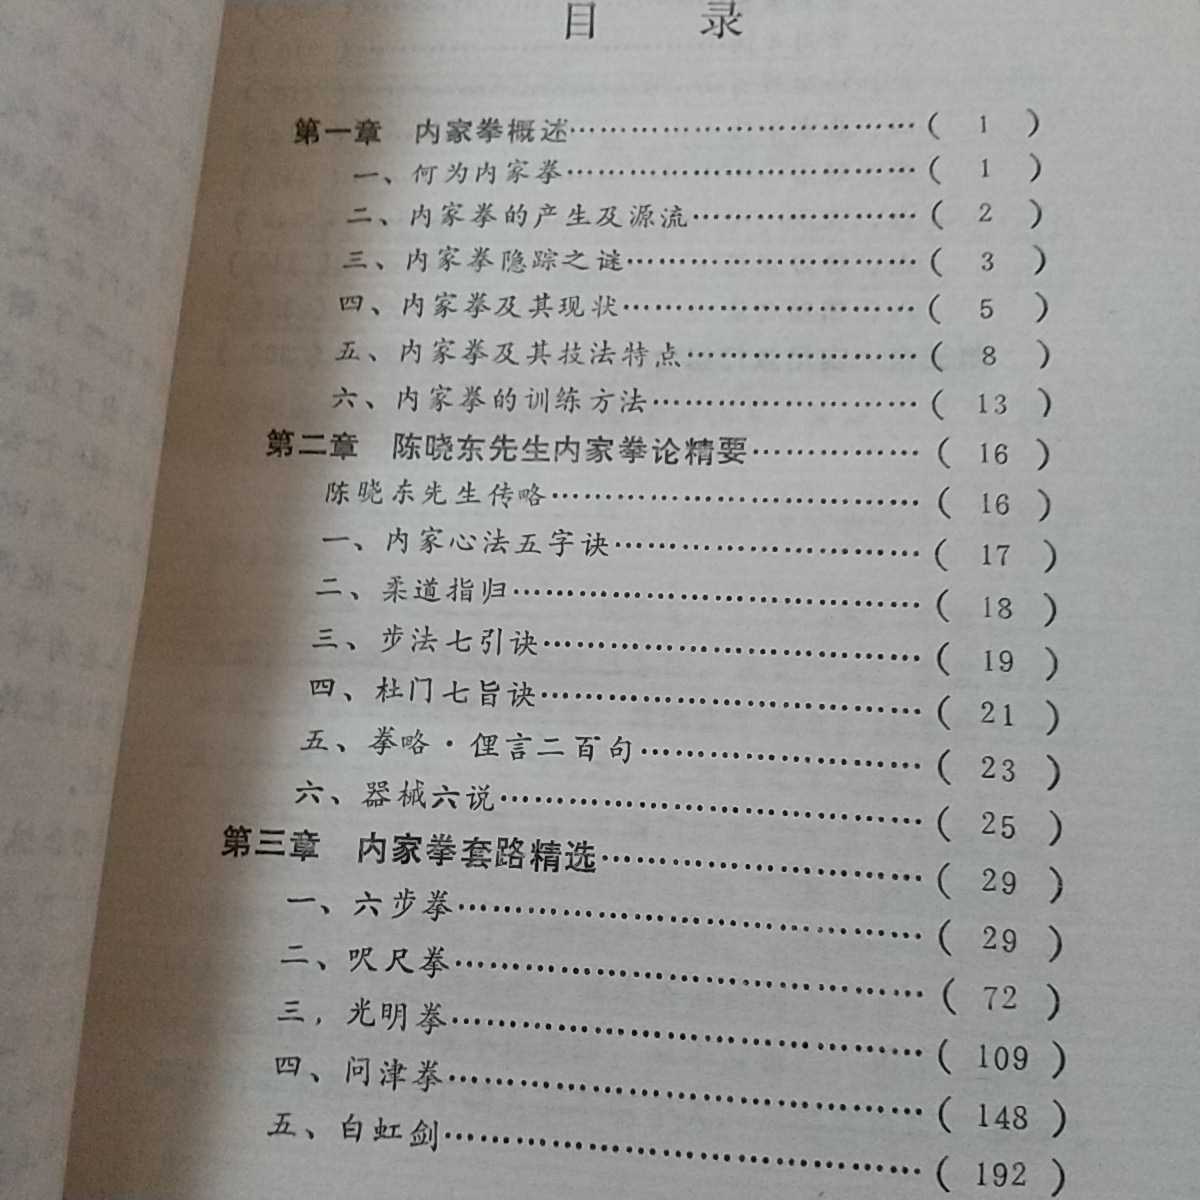 目 录
第一章 内家拳概述………………………………( 1 )
一、何为内家拳………………………………( 1 )
二、内家拳的产生及源流……………………( 2 )
三、内家拳隐踪之谜…………………………( 3 )
四、内家拳及其现状…………………………( 5 )
五、内家拳及其技法特点……………………( 8 )
六、内家拳的训练方法………………………( 13 )
第二章 陈晓东先生内家拳论精要……………( 16 )
陈晓东先生传略………………………………( 16 )
一、内家心法五字诀…………………………( 17 )
二、柔道指归…………………………………( 18 )
三、步法七引诀………………………………( 19 )
四、杜门七旨诀………………………………( 21 )
五、拳略·俚言二百句………………………( 23 )
六、器械六说…………………………………( 25 )
第三章 内家拳套路精选………………………( 29 )
一、六步拳……………………………………( 29 )
二、咫尺拳……………………………………( 72 )
三,光明拳……………………………………( 109 )
四、问津拳……………………………………( 148 )
五、白虹剑……………………………………( 192 )